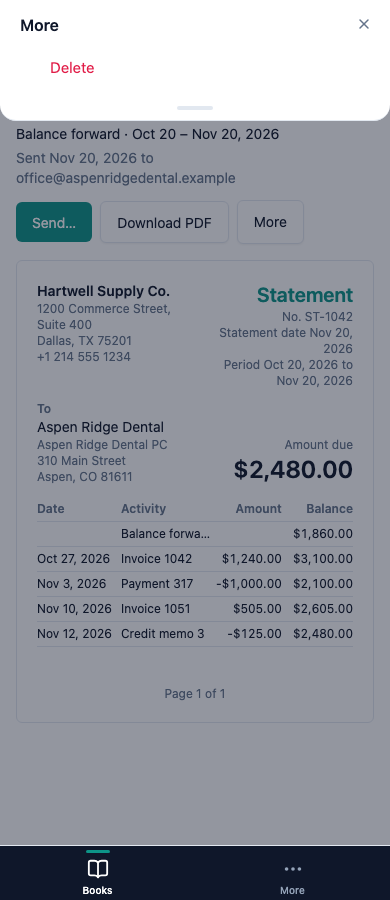 More
Delete
Balance forward · Oct 20 – Nov 20, 2026
Sent Nov 20, 2026 to
office@aspenridgedental.example
Send...
Download PDF
More
Hartwell Supply Co.
1200 Commerce Street,
Suite 400
Dallas, TX 75201
+1 214 555 1234
Statement
No. ST-1042
Statement date Nov 20,
2026
Period Oct 20, 2026 to
Nov 20, 2026
To
Aspen Ridge Dental
Aspen Ridge Dental PC
310 Main Street
Aspen, CO 81611
Amount due
$2,480.00
Date Activity Amount Balance
Balance forwa... $1,860.00
Oct 27, 2026 Invoice 1042 $1,240.00 $3,100.00
Nov 3, 2026 Payment 317 -$1,000.00 $2,100.00
Nov 10, 2026 Invoice 1051 $505.00 $2,605.00
Nov 12, 2026 Credit memo 3 -$125.00 $2,480.00
Page 1 of 1
Books
More